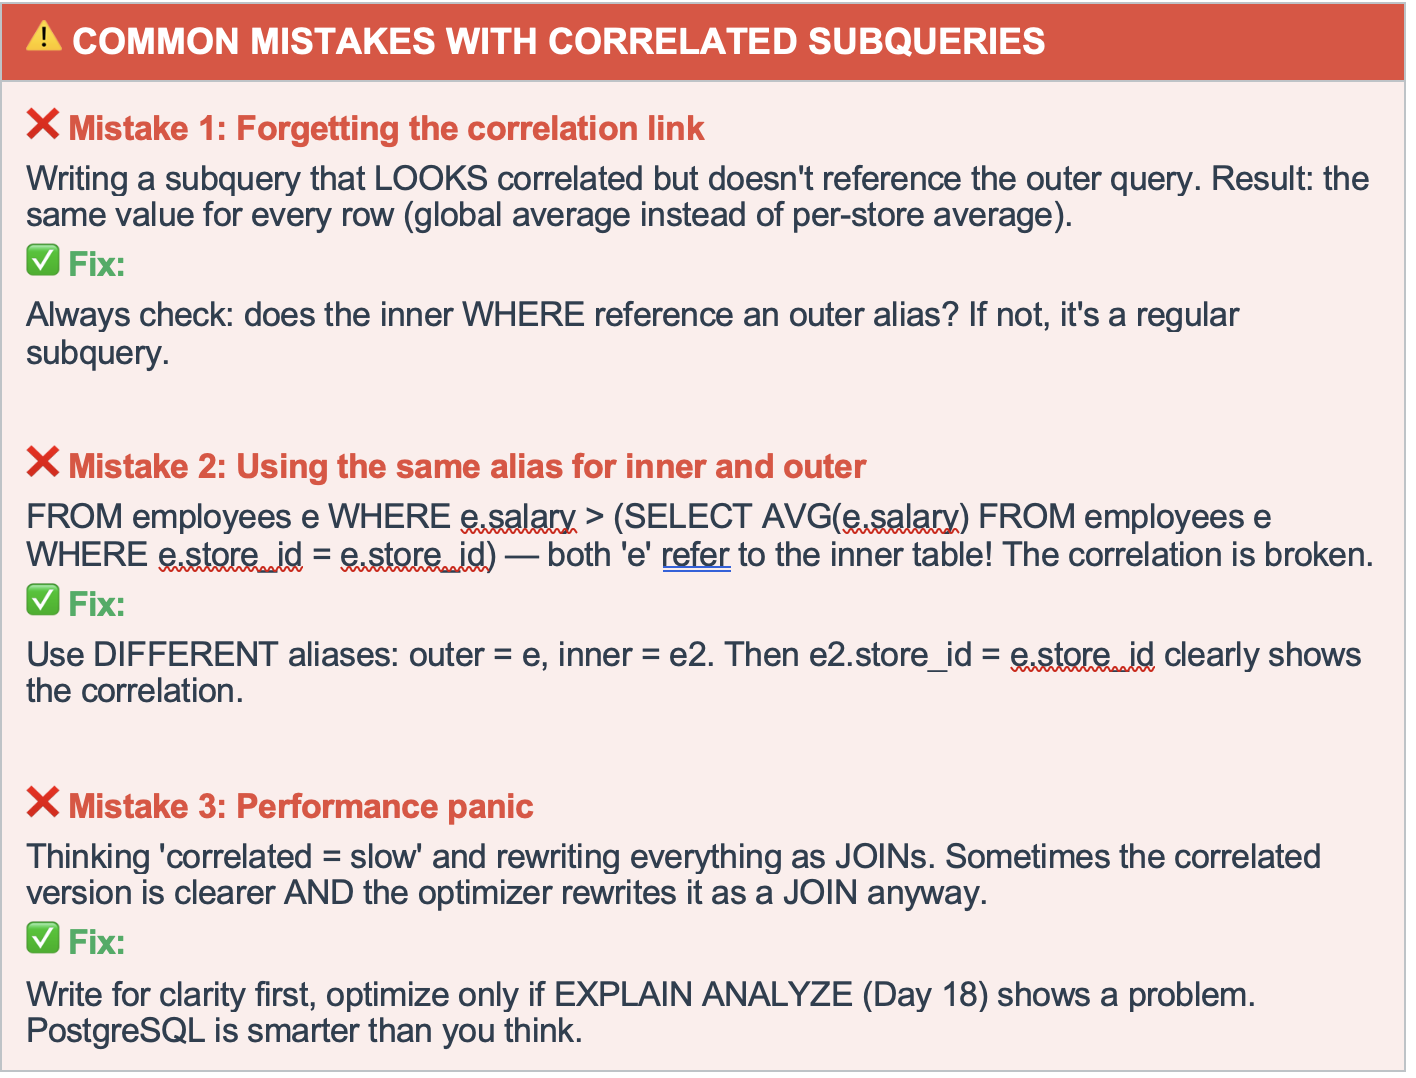 ⚠️ COMMON MISTAKES WITH CORRELATED SUBQUERIES
❌ Mistake 1: Forgetting the correlation link
Writing a subquery that LOOKS correlated but doesn't reference the outer query. Result: the
same value for every row (global average instead of per-store average).
✅ Fix:
Always check: does the inner WHERE reference an outer alias? If not, it's a regular
subquery.
❌ Mistake 2: Using the same alias for inner and outer
FROM employees e WHERE e.salary > (SELECT AVG(e.salary) FROM employees e
WHERE e.store_id = e.store_id) — both 'e' refer to the inner table! The correlation is broken.
✅ Fix:
Use DIFFERENT aliases: outer = e, inner = e2. Then e2.store_id = e.store_id clearly shows
the correlation.
❌ Mistake 3: Performance panic
Thinking 'correlated = slow' and rewriting everything as JOINs. Sometimes the correlated
version is clearer AND the optimizer rewrites it as a JOIN anyway.
✅ Fix:
Write for clarity first, optimize only if EXPLAIN ANALYZE (Day 18) shows a problem.
PostgreSQL is smarter than you think.